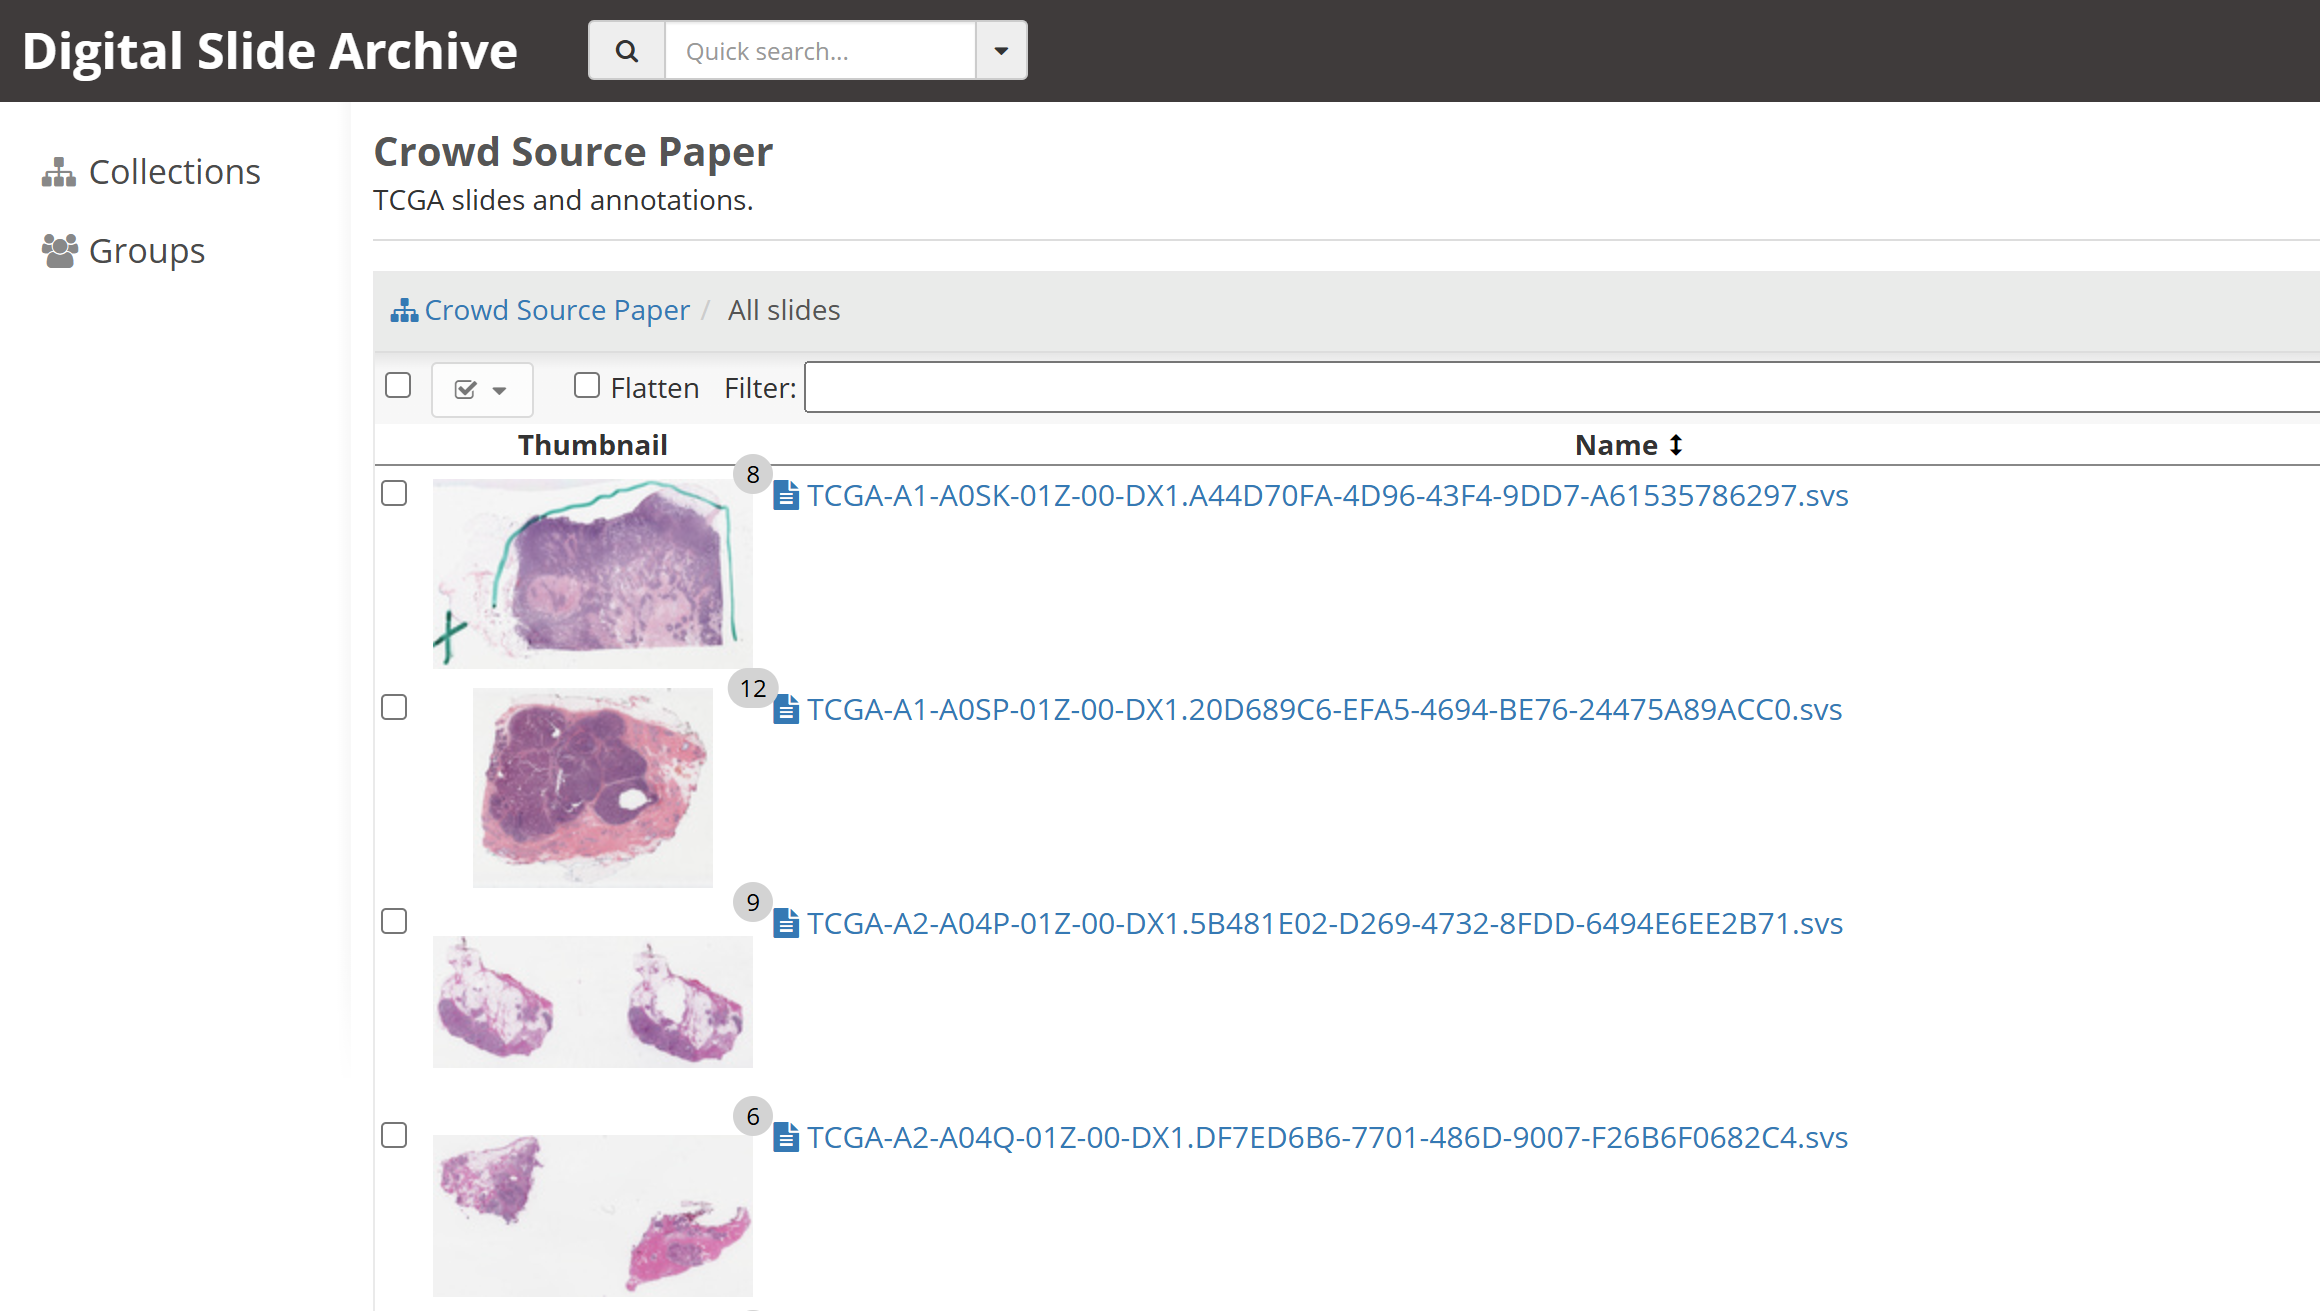 Digital Slide Archive
Quick search...
Collections
Groups
Crowd Source Paper
TCGA slides and annotations.
Crowd Source Paper / All slides
Flatten Filter:
Thumbnail Name
8 TCGA-A1-A0SK-01Z-00-DX1.A44D70FA-4D96-43F4-9DD7-A61535786297.svs
12 TCGA-A1-A0SP-01Z-00-DX1.20D689C6-EFA5-4694-BE76-24475A89ACC0.svs
9 TCGA-A2-A04P-01Z-00-DX1.5B481E02-D269-4732-8FDD-6494E6EE2B71.svs
6 TCGA-A2-A04Q-01Z-00-DX1.DF7ED6B6-7701-486D-9007-F26B6F0682C4.svs